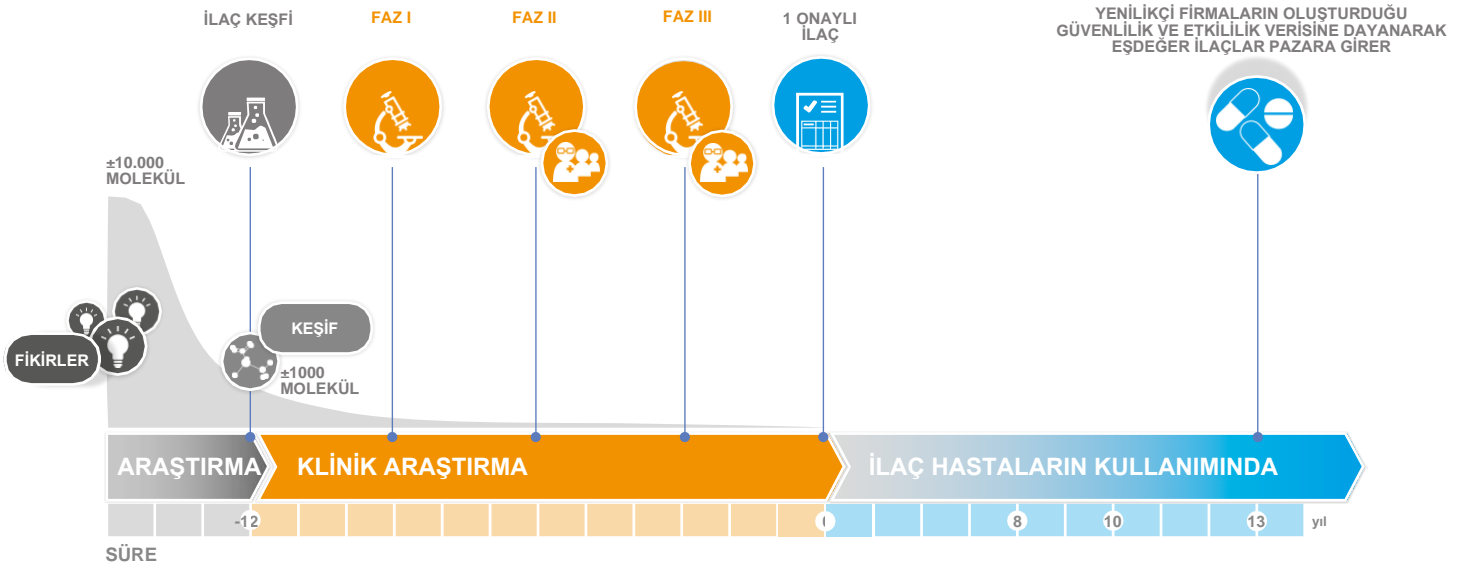 İLAÇ KEŞFİ
FAZ I
FAZ II
FAZ III
1 ONAYLI
İLAÇ
YENİLİKÇİ FİRMALARIN OLUŞTURDUĞU
GÜVENLİLİK VE ETKİLİLİK VERİSİNE DAYANARAK
EŞDEĞER İLAÇLAR PAZARA GİRER
±10.000
MOLEKÜL
FİKİRLER
KEŞİF
±1000
MOLEKÜL
ARAŞTIRMA
KLİNİK ARAŞTIRMA
İLAÇ HASTALARIN KULLANIMINDA
-12
0
8
10
13
yıl
SÜRE